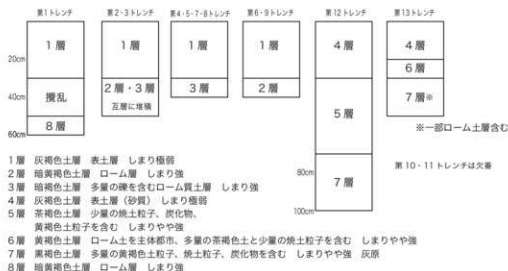 第1トレンチ 第2・3トレンチ 第4・5・7・8トレンチ 第6・9トレンチ 第12トレンチ 第13トレンチ
1層 1層 1層 1層 4層 4層
20cm
6層
攪乱 2層・3層 3層 2層 5層 7層※
互層に堆積
40cm
8層
60cm
※一部ローム土層含む
1層 灰褐色土層 表土層 しまり極弱
2層 暗黄褐色土層 ローム層 しまり強
3層 暗褐色土層 多量の礫を含むローム質土層 しまり強
4層 灰褐色土層 表土層（砂質） しまり極弱
5層 茶褐色土層 少量の焼土粒子、炭化物、
黄褐色土粒子を含む しまりやや強
6層 黄褐色土層 ローム土を主体都市、多量の茶褐色土と少量の焼土粒子を含む しまりやや強
7層 黒褐色土層 多量の黄褐色土粒子、焼土粒子、炭化物を含む しまりやや強 灰原
8層 暗黄褐色土層 ローム層 しまり強
80cm
7層
100cm
第10・11トレンチは欠番